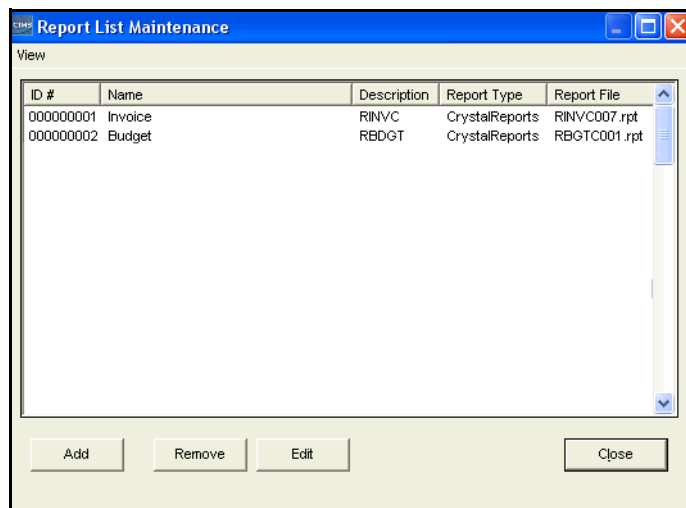 CIMS Report List Maintenance
View
ID # Name Description Report Type Report File
000000001 Invoice RINVC CrystalReports RINVC007.rpt
000000002 Budget RBDGT CrystalReports RBGTC001.rpt
Add Remove Edit Close